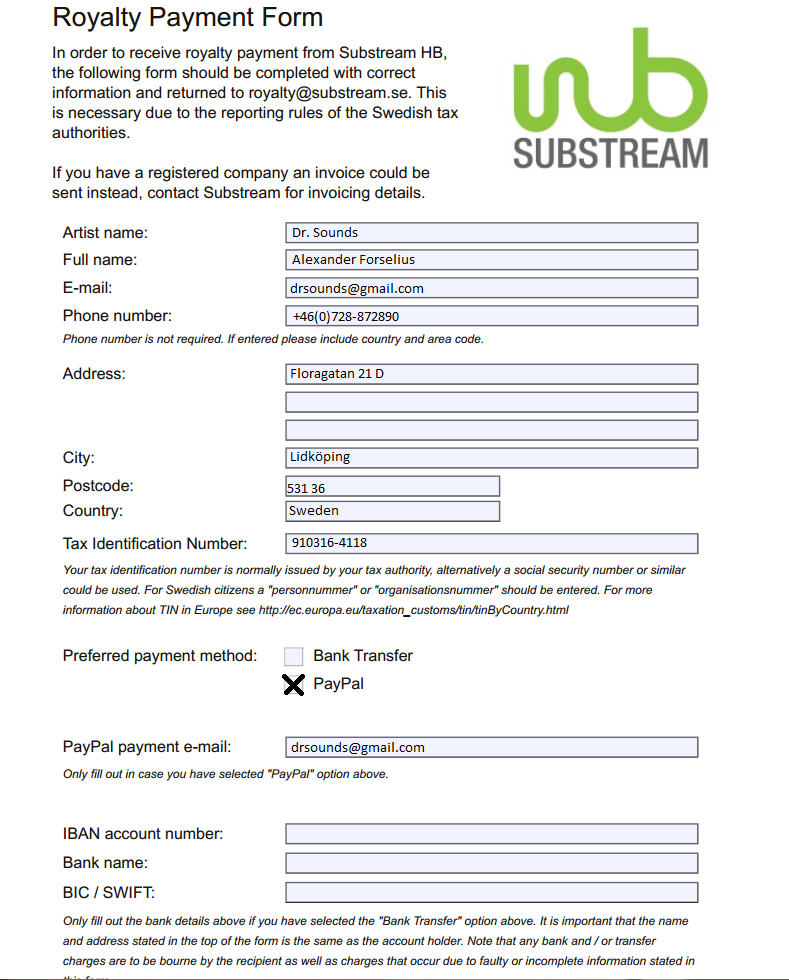 Royalty Payment Form
In order to receive royalty payment from Substream HB,
the following form should be completed with correct
information and returned to royalty@substream.se. This
is necessary due to the reporting rules of the Swedish tax
authorities.
SUBSTREAM
If you have a registered company an invoice could be
sent instead, contact Substream for invoicing details.
Artist name: Dr. Sounds
Full name: Alexander Forselius
E-mail: drsounds@gmail.com
Phone number: +46(0)728-872890
Phone number is not required. If entered please include country and area code.
Address: Floragatan 21 D
City: Lidköping
Postcode: 531 36
Country: Sweden
Tax Identification Number: 910316-4118
Your tax identification number is normally issued by your tax authority, alternatively a social security number or similar
could be used. For Swedish citizens a "personnummer" or "organisationsnummer" should be entered. For more
information about TIN in Europe see http://ec.europa.eu/taxation_customs/tin/tinByCountry.html
Preferred payment method: Bank Transfer
PayPal
PayPal payment e-mail: drsounds@gmail.com
Only fill out in case you have selected "PayPal" option above.
IBAN account number:
Bank name:
BIC / SWIFT:
Only fill out the bank details above if you have selected the "Bank Transfer" option above. It is important that the name
and address stated in the top of the form is the same as the account holder. Note that any bank and / or transfer
charges are to be bourne by the recipient as well as charges that occur due to faulty or incomplete information stated in